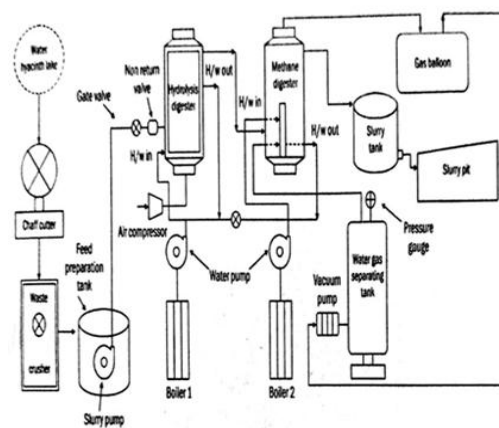 Water
hyacinth lake
Chaff cutter
Waste
crusher
Feed
preparation
tank
Slurry pump
Gate valve
Non return
valve
Hydrolysis
digester
H/w out
H/w in
Air compressor
Water pump
Boiler 1
Boiler 2
Methane
digester
H/w in
H/w out
Gas balloon
Slurry
tank
Slurry pit
Pressure
gauge
Water gas
separating
tank
Vacuum
pump